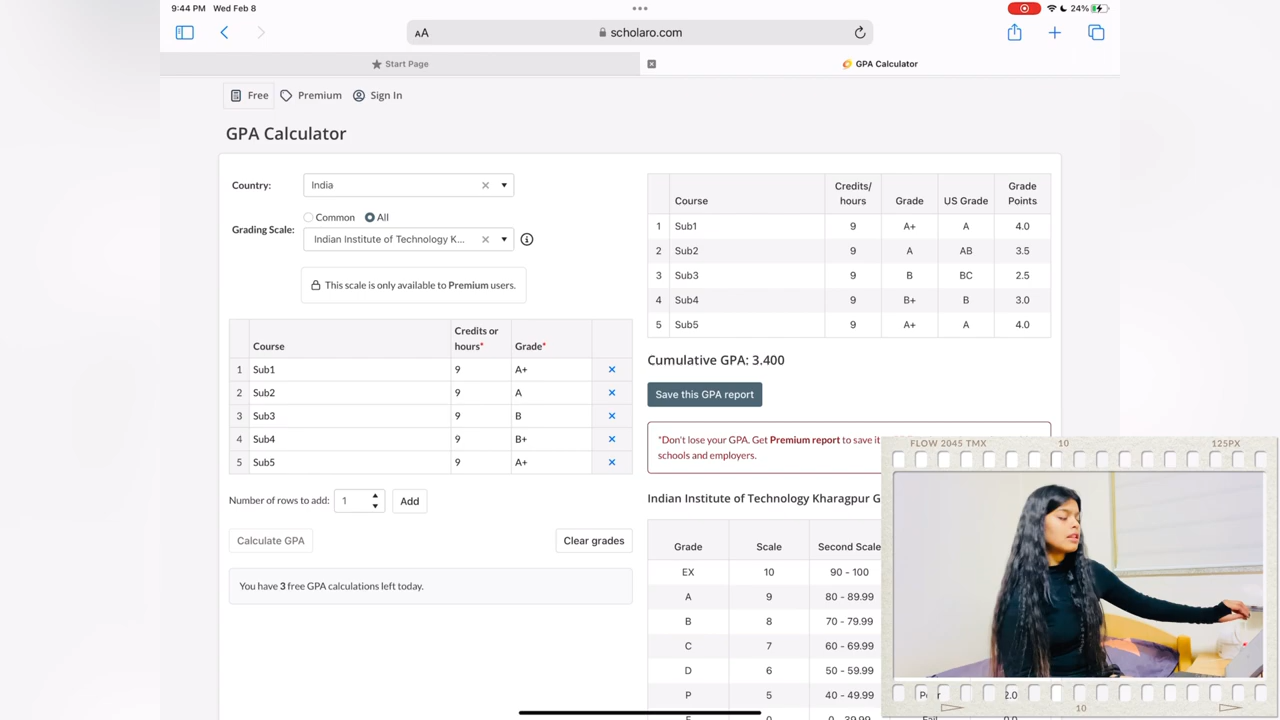 9:44 PM Wed Feb 8
24%
AA
scholaro.com
Start Page
GPA Calculator
Free
Premium
Sign In
GPA Calculator
Country:
India
Common
All
Grading Scale:
Indian Institute of Technology K...
This scale is only available to Premium users.
Course Credits or hours* Grade*
1 Sub1 9 A+
2 Sub2 9 A
3 Sub3 9 B
4 Sub4 9 B+
5 Sub5 9 A+
Number of rows to add: 1 Add
Calculate GPA
Clear grades
You have 3 free GPA calculations left today.
Course Credits/ hours Grade US Grade Grade Points
1 Sub1 9 A+ A 4.0
2 Sub2 9 A AB 3.5
3 Sub3 9 B BC 2.5
4 Sub4 9 B+ B 3.0
5 Sub5 9 A+ A 4.0
Cumulative GPA: 3.400
Save this GPA report
*Don't lose your GPA. Get Premium report to save it
schools and employers.
Indian Institute of Technology Kharagpur G
Grade Scale Second Scale
EX 10 90 - 100
A 9 80 - 89.99
B 8 70 - 79.99
C 7 60 - 69.99
D 6 50 - 59.99
P 5 40 - 49.99
FLOW 2045 TMX 10 125PX
2.0
10